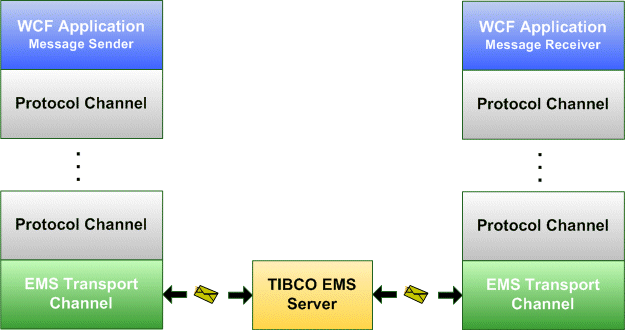 WCF Application
Message Sender
Protocol Channel
Protocol Channel
EMS Transport
Channel
TIBCO EMS
Server
WCF Application
Message Receiver
Protocol Channel
Protocol Channel
EMS Transport
Channel